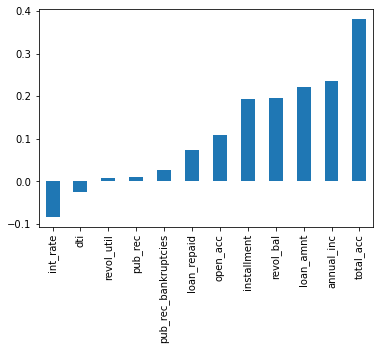 0.4
0.3
0.2
0.1
0.0
−0.1
int_rate
dti
revol_util
pub_rec
pub_rec_bankruptcies
loan_repaid
open_acc
installment
revol_bal
loan_amnt
annual_inc
total_acc